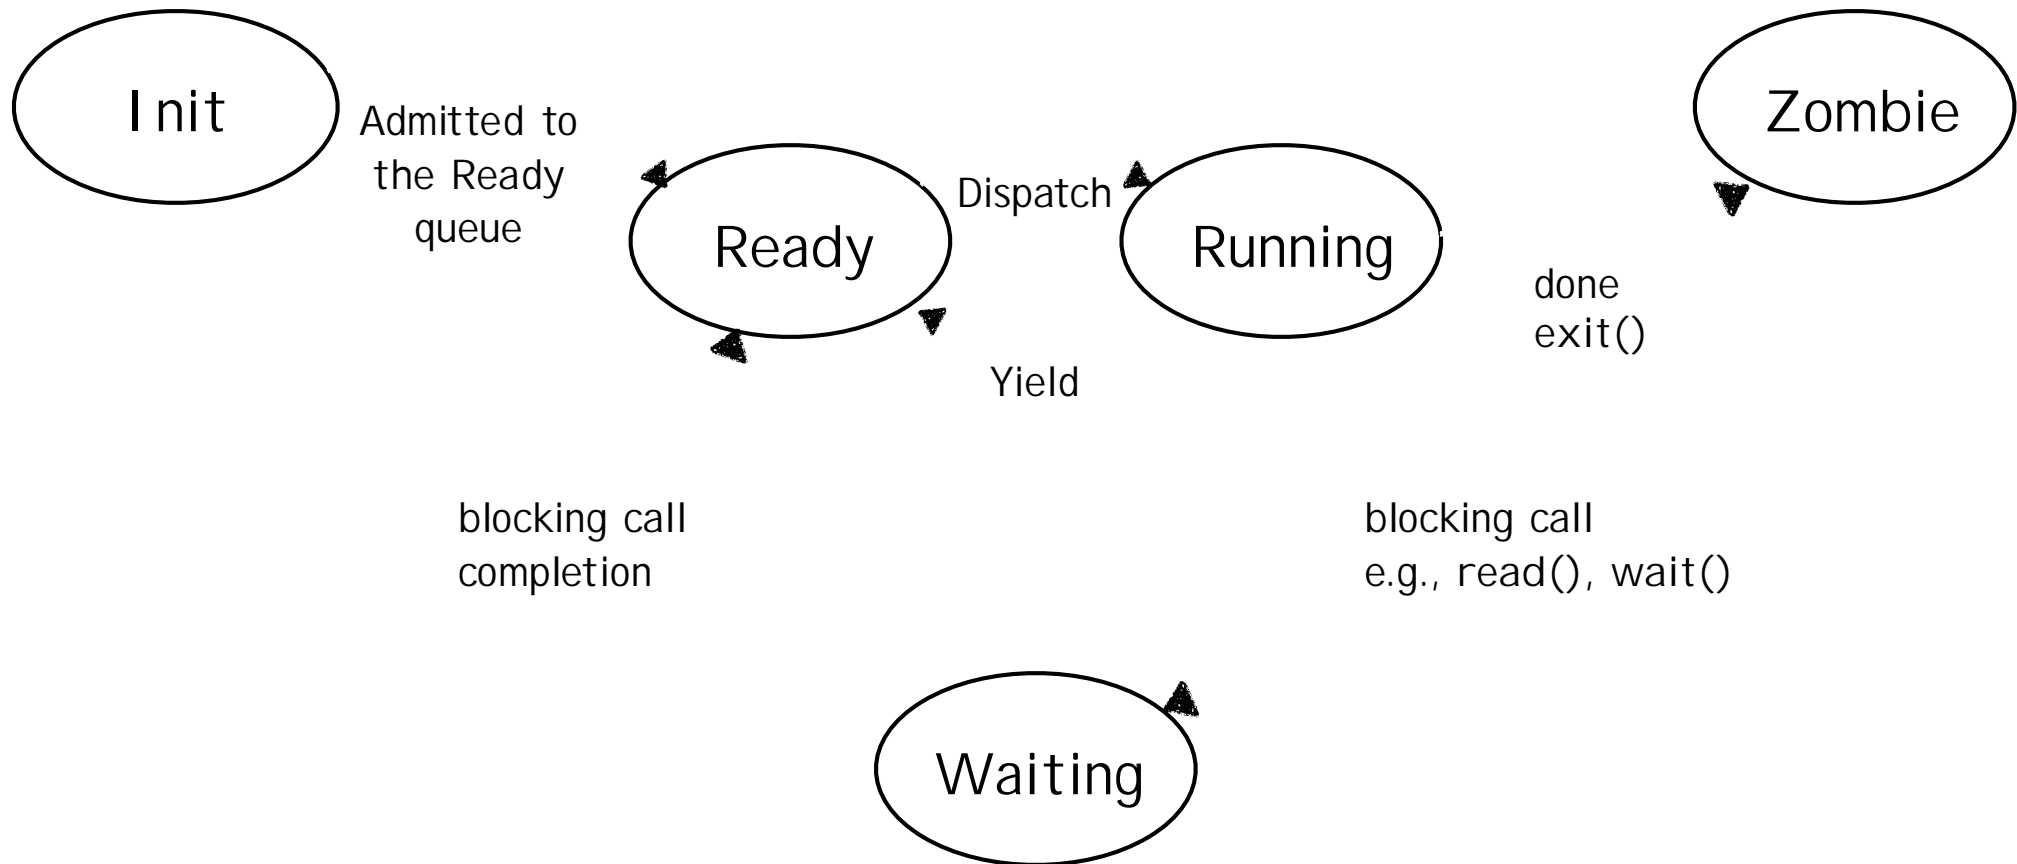 Init
Zombie
Admitted to
the Ready
queue
Dispatch
Ready
Running
done
exit()
Yield
blocking call
completion
blocking call
e.g., read(), wait()
Waiting